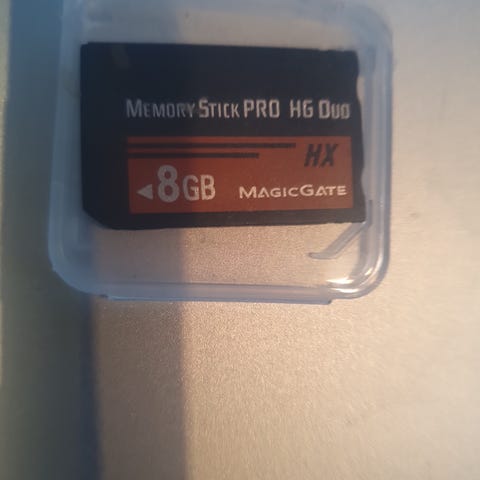 MEMORY STICK PRO HG DUO
HX
◄8GB MAGICGATE